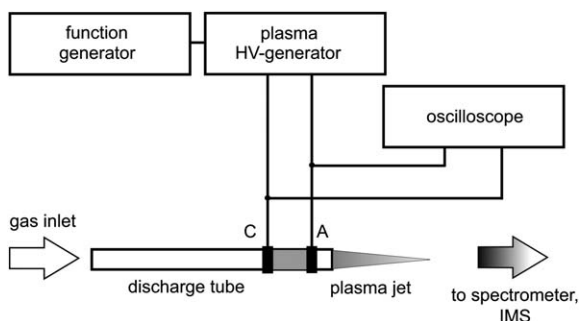 function
generator
plasma
HV-generator
oscilloscope
gas inlet
C
A
discharge tube
plasma jet
to spectrometer,
IMS